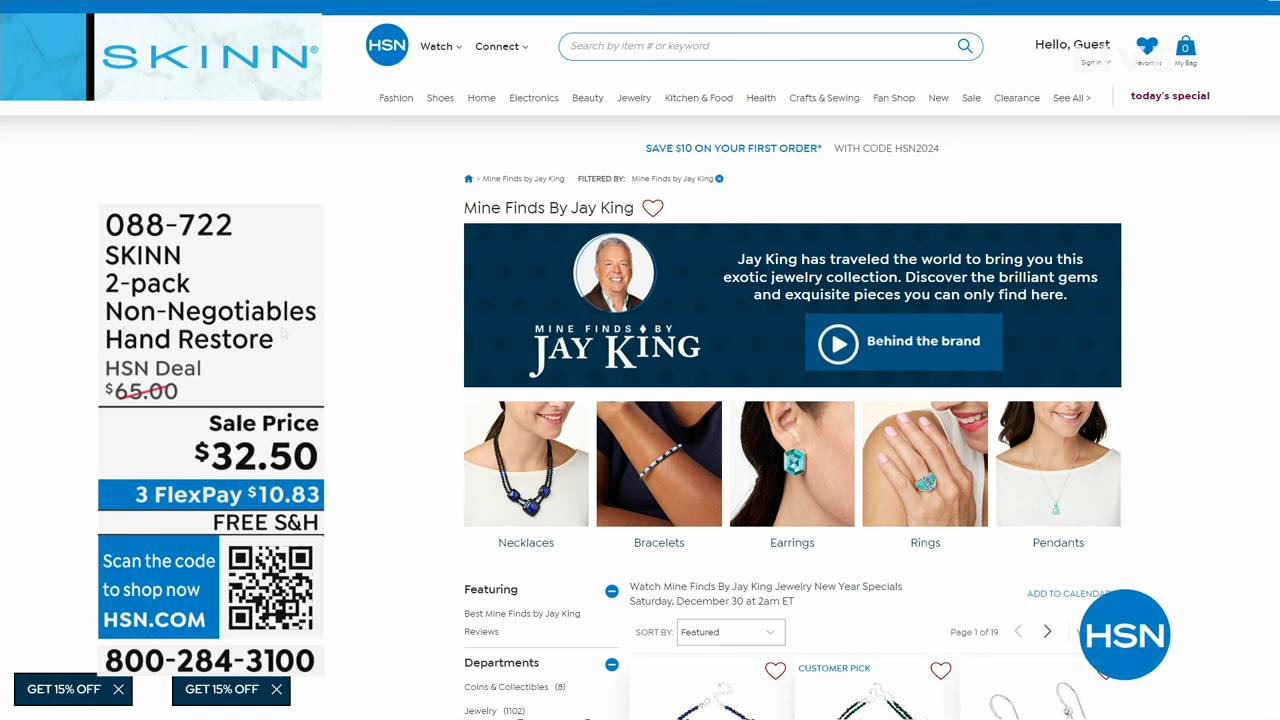 SKINN®
HSN
Watch
Connect
Search by item # or keyword
Hello, Guest
Sign In
Favorites
0
My Bag
Fashion
Shoes
Home
Electronics
Beauty
Jewelry
Kitchen & Food
Health
Crafts & Sewing
Fan Shop
New
Sale
Clearance
See All >
today's special
SAVE $10 ON YOUR FIRST ORDER* WITH CODE HSN2024
> Mine Finds by Jay King FILTERED BY: Mine Finds by Jay King
Mine Finds By Jay King
Jay King has traveled the world to bring you this
exotic jewelry collection. Discover the brilliant gems
and exquisite pieces you can only find here.
MINE FINDS BY
JAY KING
Behind the brand
Necklaces
Bracelets
Earrings
Rings
Pendants
Featuring
Best Mine Finds by Jay King
Reviews
Departments
Coins & Collectibles (8)
Jewelry (1102)
Watch Mine Finds By Jay King Jewelry New Year Specials
Saturday, December 30 at 2am ET
ADD TO CALENDAR
SORT BY: Featured
Page 1 of 19
CUSTOMER PICK
HSN
088-722
SKINN
2-pack
Non-Negotiables
Hand Restore
HSN Deal
$65.00
Sale Price
$32.50
3 FlexPay $10.83
FREE S&H
Scan the code
to shop now
HSN.COM
800-284-3100
GET 15% OFF
GET 15% OFF